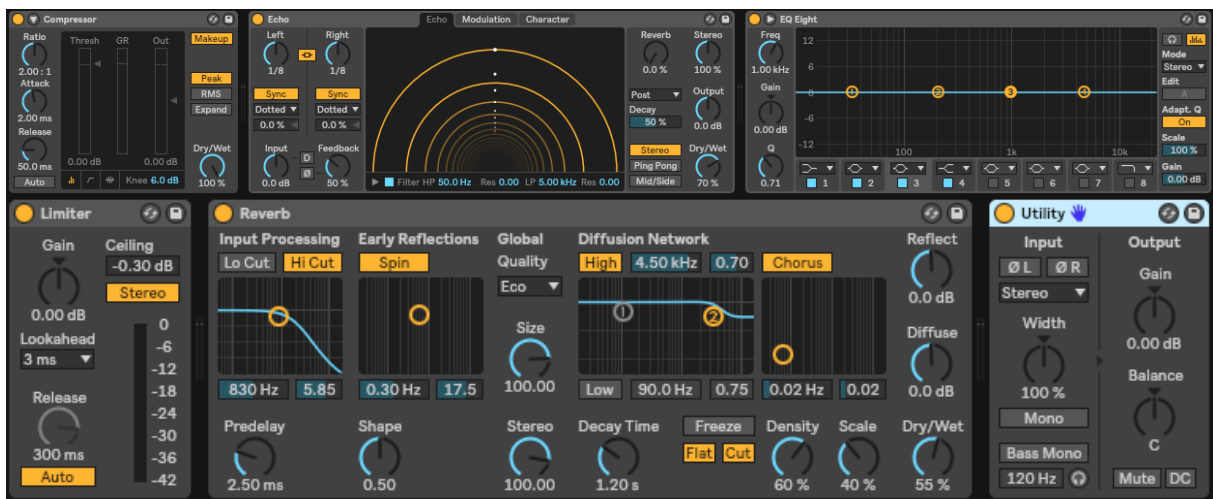 Compressor
Ratio
2.00 : 1
Attack
2.00 ms
Release
50.0 ms
Auto
Thresh GR Out
0.00 dB 0.00 dB
Knee 6.0 dB
Makeup
Peak
RMS
Expand
Dry/Wet
100 %
Echo
Echo Modulation Character
Left Right
1/8 1/8
Sync Sync
Dotted Dotted
0.0 % 0.0 %
Input Feedback
D
Ø
0.0 dB 50 %
Filter HP 50.0 Hz Res 0.00 LP 5.00 kHz Res 0.00
Reverb Stereo
0.0 % 100 %
Post Output
Decay
50 % 0.0 dB
Stereo Dry/Wet
Ping Pong
Mid/Side 70 %
EQ Eight
Freq
1.00 kHz
Gain
0.00 dB
Q
0.71
12
6
0
-6
-12
1 2 3 4
100 1k 10k
1 2 3 4 5 6 7 8
Mode
Stereo
Edit
A
Adapt. Q
On
Scale
100 %
Gain
0.00 dB
Limiter
Gain Ceiling
-0.30 dB
Stereo
0.00 dB
Lookahead
3 ms
Release
300 ms
Auto
0
-6
-12
-18
-24
-30
-36
-42
Reverb
Input Processing
Lo Cut Hi Cut
830 Hz 5.85
Predelay
2.50 ms
Early Reflections
Spin
0.30 Hz 17.5
Shape
0.50
Global
Quality
Eco
Size
100.00
Stereo
100.00
Diffusion Network
High 4.50 kHz 0.70 Chorus
1 2
Low 90.0 Hz 0.75 0.02 Hz 0.02
Decay Time
1.20 s
Freeze
Flat Cut
Density Scale
60 % 40 %
Reflect
0.0 dB
Diffuse
0.0 dB
Dry/Wet
55 %
Utility
Input
Ø L Ø R
Stereo
Width
100 %
Mono
Bass Mono
120 Hz
Output
Gain
0.00 dB
Balance
C
Mute DC